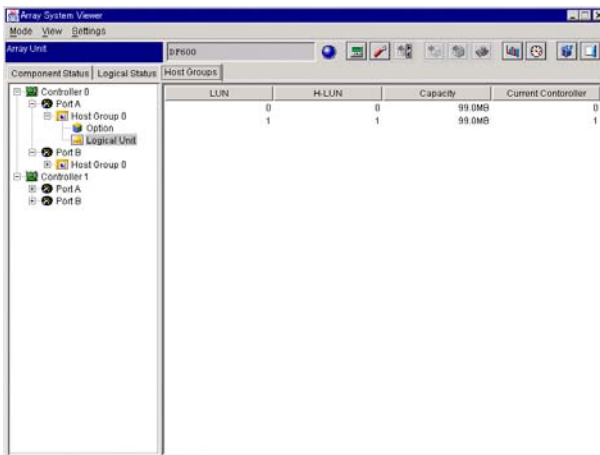 Array System Viewer
Mode View Settings
Array Unit DF600
Component Status Logical Status Host Groups
LUN H-LUN Capacity Current Contoroller
Controller 0
Port A
Host Group 0
Option
Logical Unit
Port B
Host Group 0
Controller 1
Port A
Port B
0 0 99.0MB 0
1 1 99.0MB 1